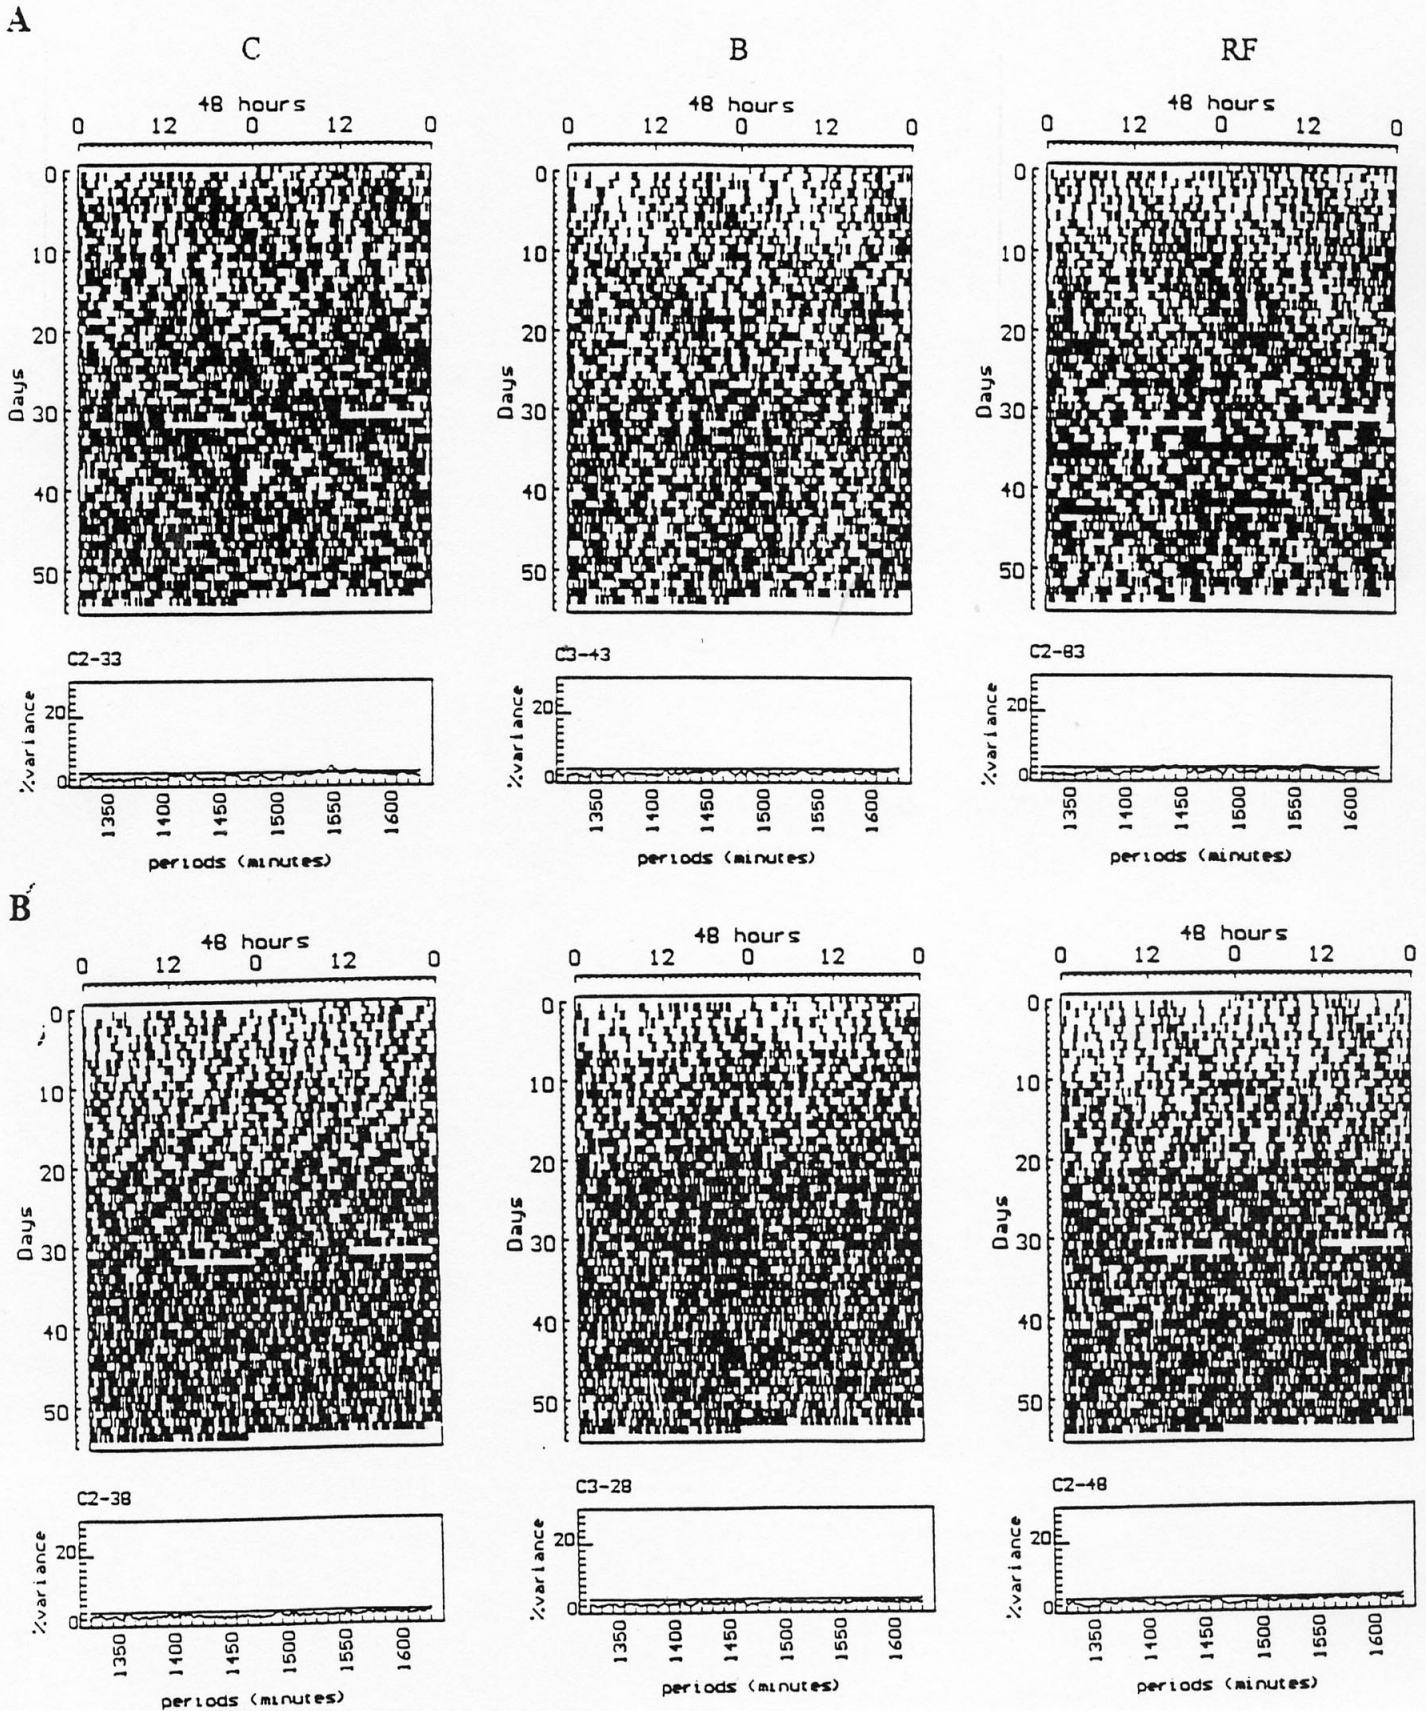 A
C B RF
48 hours 48 hours 48 hours
0 12 0 12 0 0 12 0 12 0 0 12 0 12 0
0 0 0
10 10 10
20 20 20
Days Days Days
30 30 30
40 40 40
50 50 50
C2-33 C3-43 C2-83
%variance %variance %variance
20 20 20
0 0 0
1350 1400 1450 1500 1550 1600 1350 1400 1450 1500 1550 1600 1350 1400 1450 1500 1550 1600
periods (minutes) periods (minutes) periods (minutes)
B
48 hours 48 hours 48 hours
0 12 0 12 0 0 12 0 12 0 0 12 0 12 0
0 0 0
10 10 10
20 20 20
Days Days Days
30 30 30
40 40 40
50 50 50
C2-38 C3-28 C2-48
%variance %variance %variance
20 20 20
0 0 0
1350 1400 1450 1500 1550 1600 1350 1400 1450 1500 1550 1600 1350 1400 1450 1500 1550 1600
periods (minutes) periods (minutes) periods (minutes)